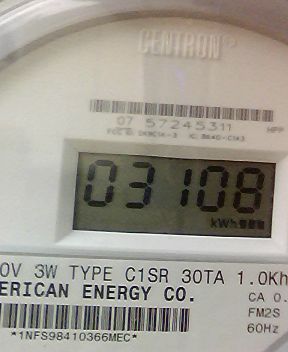 CENTRON®
07 57245311
HPP
03108
kWh
0V 3W TYPE C1SR 30TA 1.0Kh
ERICAN ENERGY CO.
CA 0.
FM2S
60Hz
*1NFS98410366MEC*